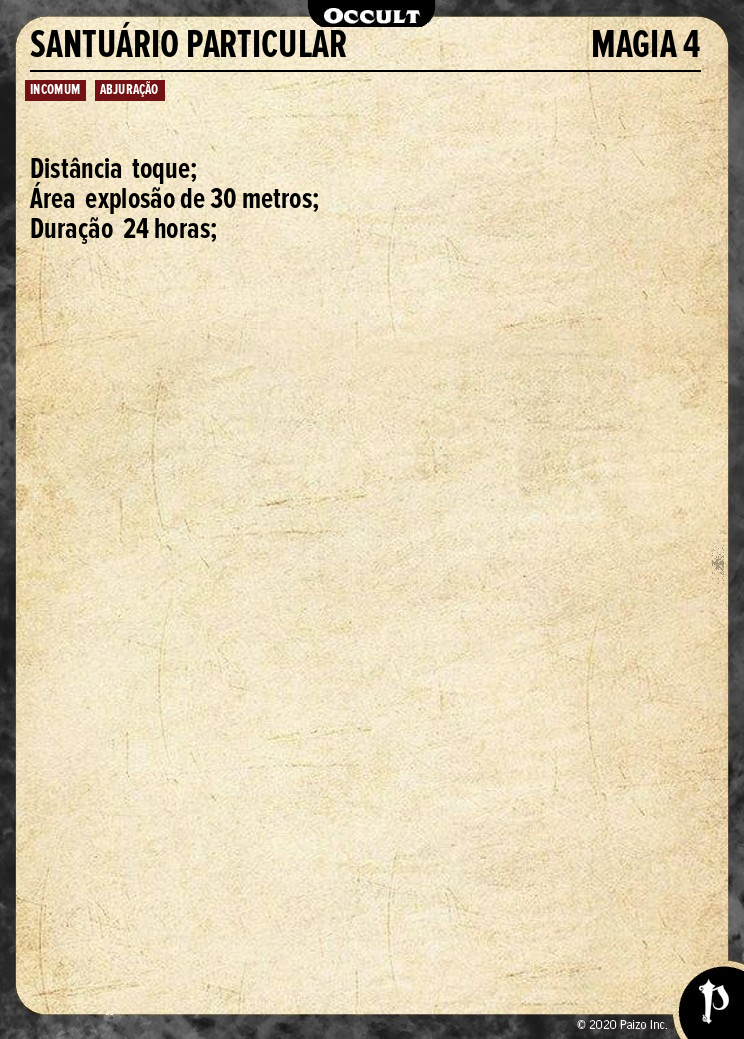 OCCULT
SANTUÁRIO PARTICULAR MAGIA 4
INCOMUM ABJURAÇÃO
Distância toque;
Área explosão de 30 metros;
Duração 24 horas;
© 2020 Paizo Inc.
P